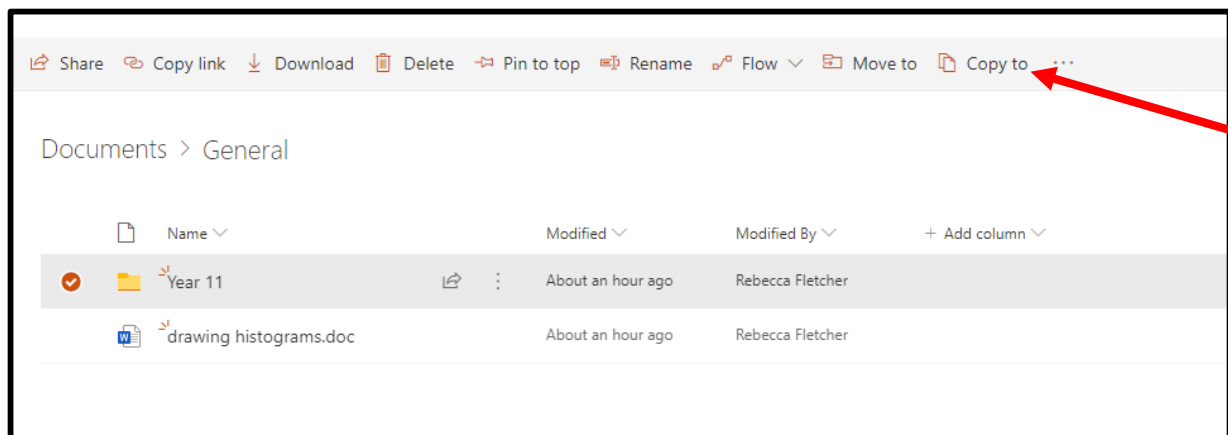 Share Copy link Download Delete Pin to top Rename Flow Move to Copy to ···
Documents > General
Name Modified Modified By + Add column
Year 11 About an hour ago Rebecca Fletcher
drawing histograms.doc About an hour ago Rebecca Fletcher